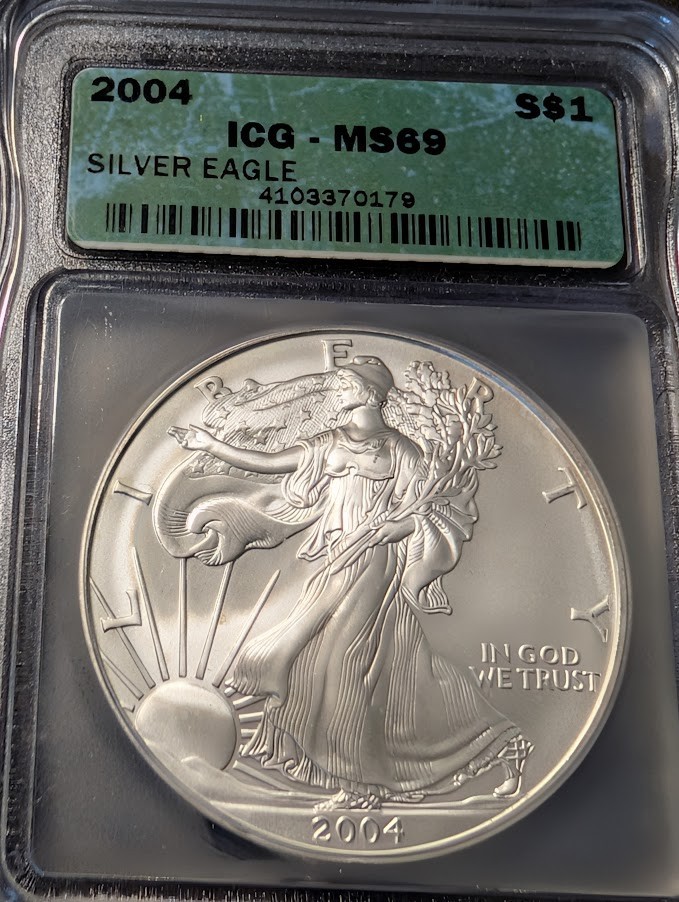 2004 S$1
ICG - MS69
SILVER EAGLE
4103370179
LIBERTY
IN GOD
WE TRUST
2004